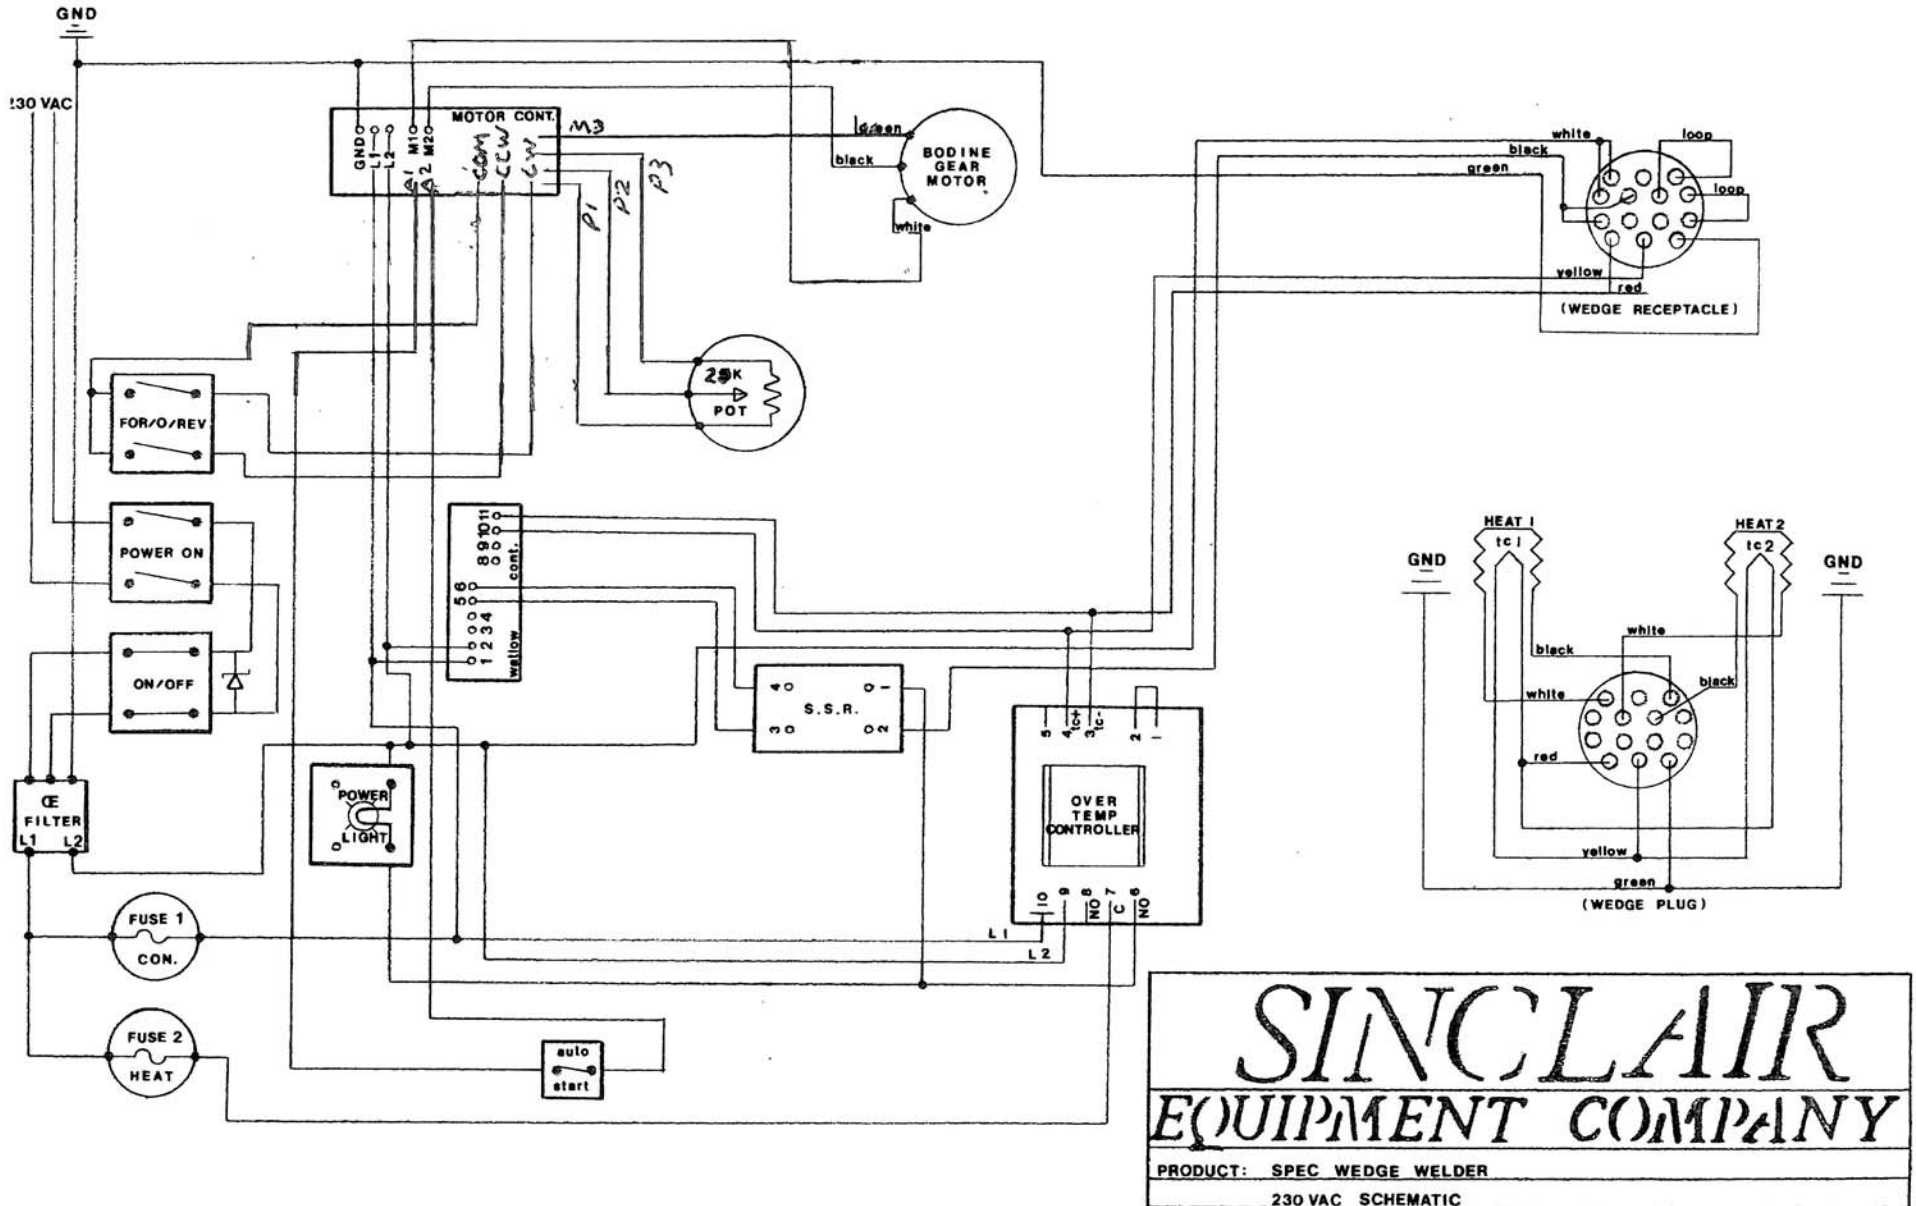 GND
30 VAC
MOTOR CONT.
GND
L1
L2
M1
M2
1
2
COM
CCW
CW
M3
P1
P2
P3
green
black
white
BODINE
GEAR
MOTOR
white
black
green
loop
loop
yellow
red
(WEDGE RECEPTACLE)
25K
POT
FOR/O/REV
POWER ON
ON/OFF
Œ
FILTER
L1 L2
11
10
9
8
6
5
4
3
2
1
watlow cont.
4 1
S.S.R.
3 2
POWER
LIGHT
5
4 tc+
3 tc-
2
1
OVER
TEMP
CONTROLLER
10
9
8 NO
7 C
6 NO
L1
L2
FUSE 1
CON.
FUSE 2
HEAT
auto
start
HEAT 1
tc1
HEAT 2
tc2
GND
GND
white
black
black
white
red
yellow
green
(WEDGE PLUG)
SINCLAIR
EQUIPMENT COMPANY
PRODUCT: SPEC WEDGE WELDER
230 VAC SCHEMATIC